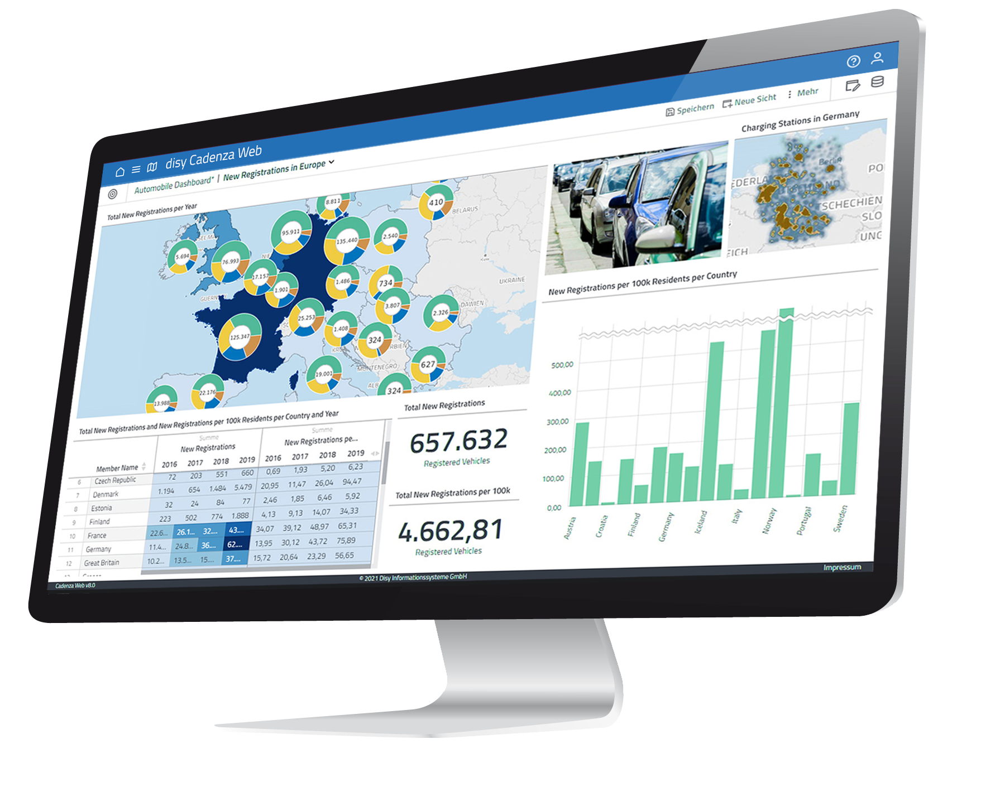 disy Cadenza Web
Speichern Neue Sicht Mehr
Automobile Dashboard* | New Registrations in Europe
Total New Registrations per Year
8.811
410
BELARUS
95.911
135.440
2.540
5.694
76.993
17.157
1.901
1.486
734
UKRAINE
GUERN
3.807
2.326
DAWIEN
25.253
1.408
125.347
324
RBIEN
MONTENEGRO
627
19.001
ALB
324
22.176
13.988
Charging Stations in Germany
Berlin
PO
EDERLA
TSCHECHIEN
SLO
UNG
EICH
New Registrations per 100k Residents per Country
500,00
400,00
300,00
200,00
100,00
0,00
Austria
Croatia
Finland
Germany
Iceland
Italy
Norway
Portugal
Sweden
Total New Registrations and New Registrations per 100k Residents per Country and Year
Summe Summe
New Registrations New Registrations pe...
Member Name 2016 2017 2018 2019 2016 2017 2018 2019
6 Czech Republic 72 203 551 660 0,69 1,93 5,20 6,23
7 Denmark 1.194 654 1.484 5.479 20,95 11,47 26,04 94,47
8 Estonia 32 24 84 77 2,46 1,85 6,46 5,92
9 Finland 223 502 774 1.888 4,13 9,13 14,07 34,33
10 France 22.6... 26.1... 32.... 43.... 34,07 39,12 48,97 65,31
11 Germany 11.4... 24.8... 36.... 62.... 13,95 30,12 43,72 75,89
12 Great Britain 10.2... 13.5... 15.... 37.... 15,72 20,64 23,29 56,65
Total New Registrations
657.632
Registered Vehicles
Total New Registrations per 100k
4.662,81
Registered Vehicles
Cadenza Web v8.0
© 2021 Disy Informationssysteme GmbH
Impressum